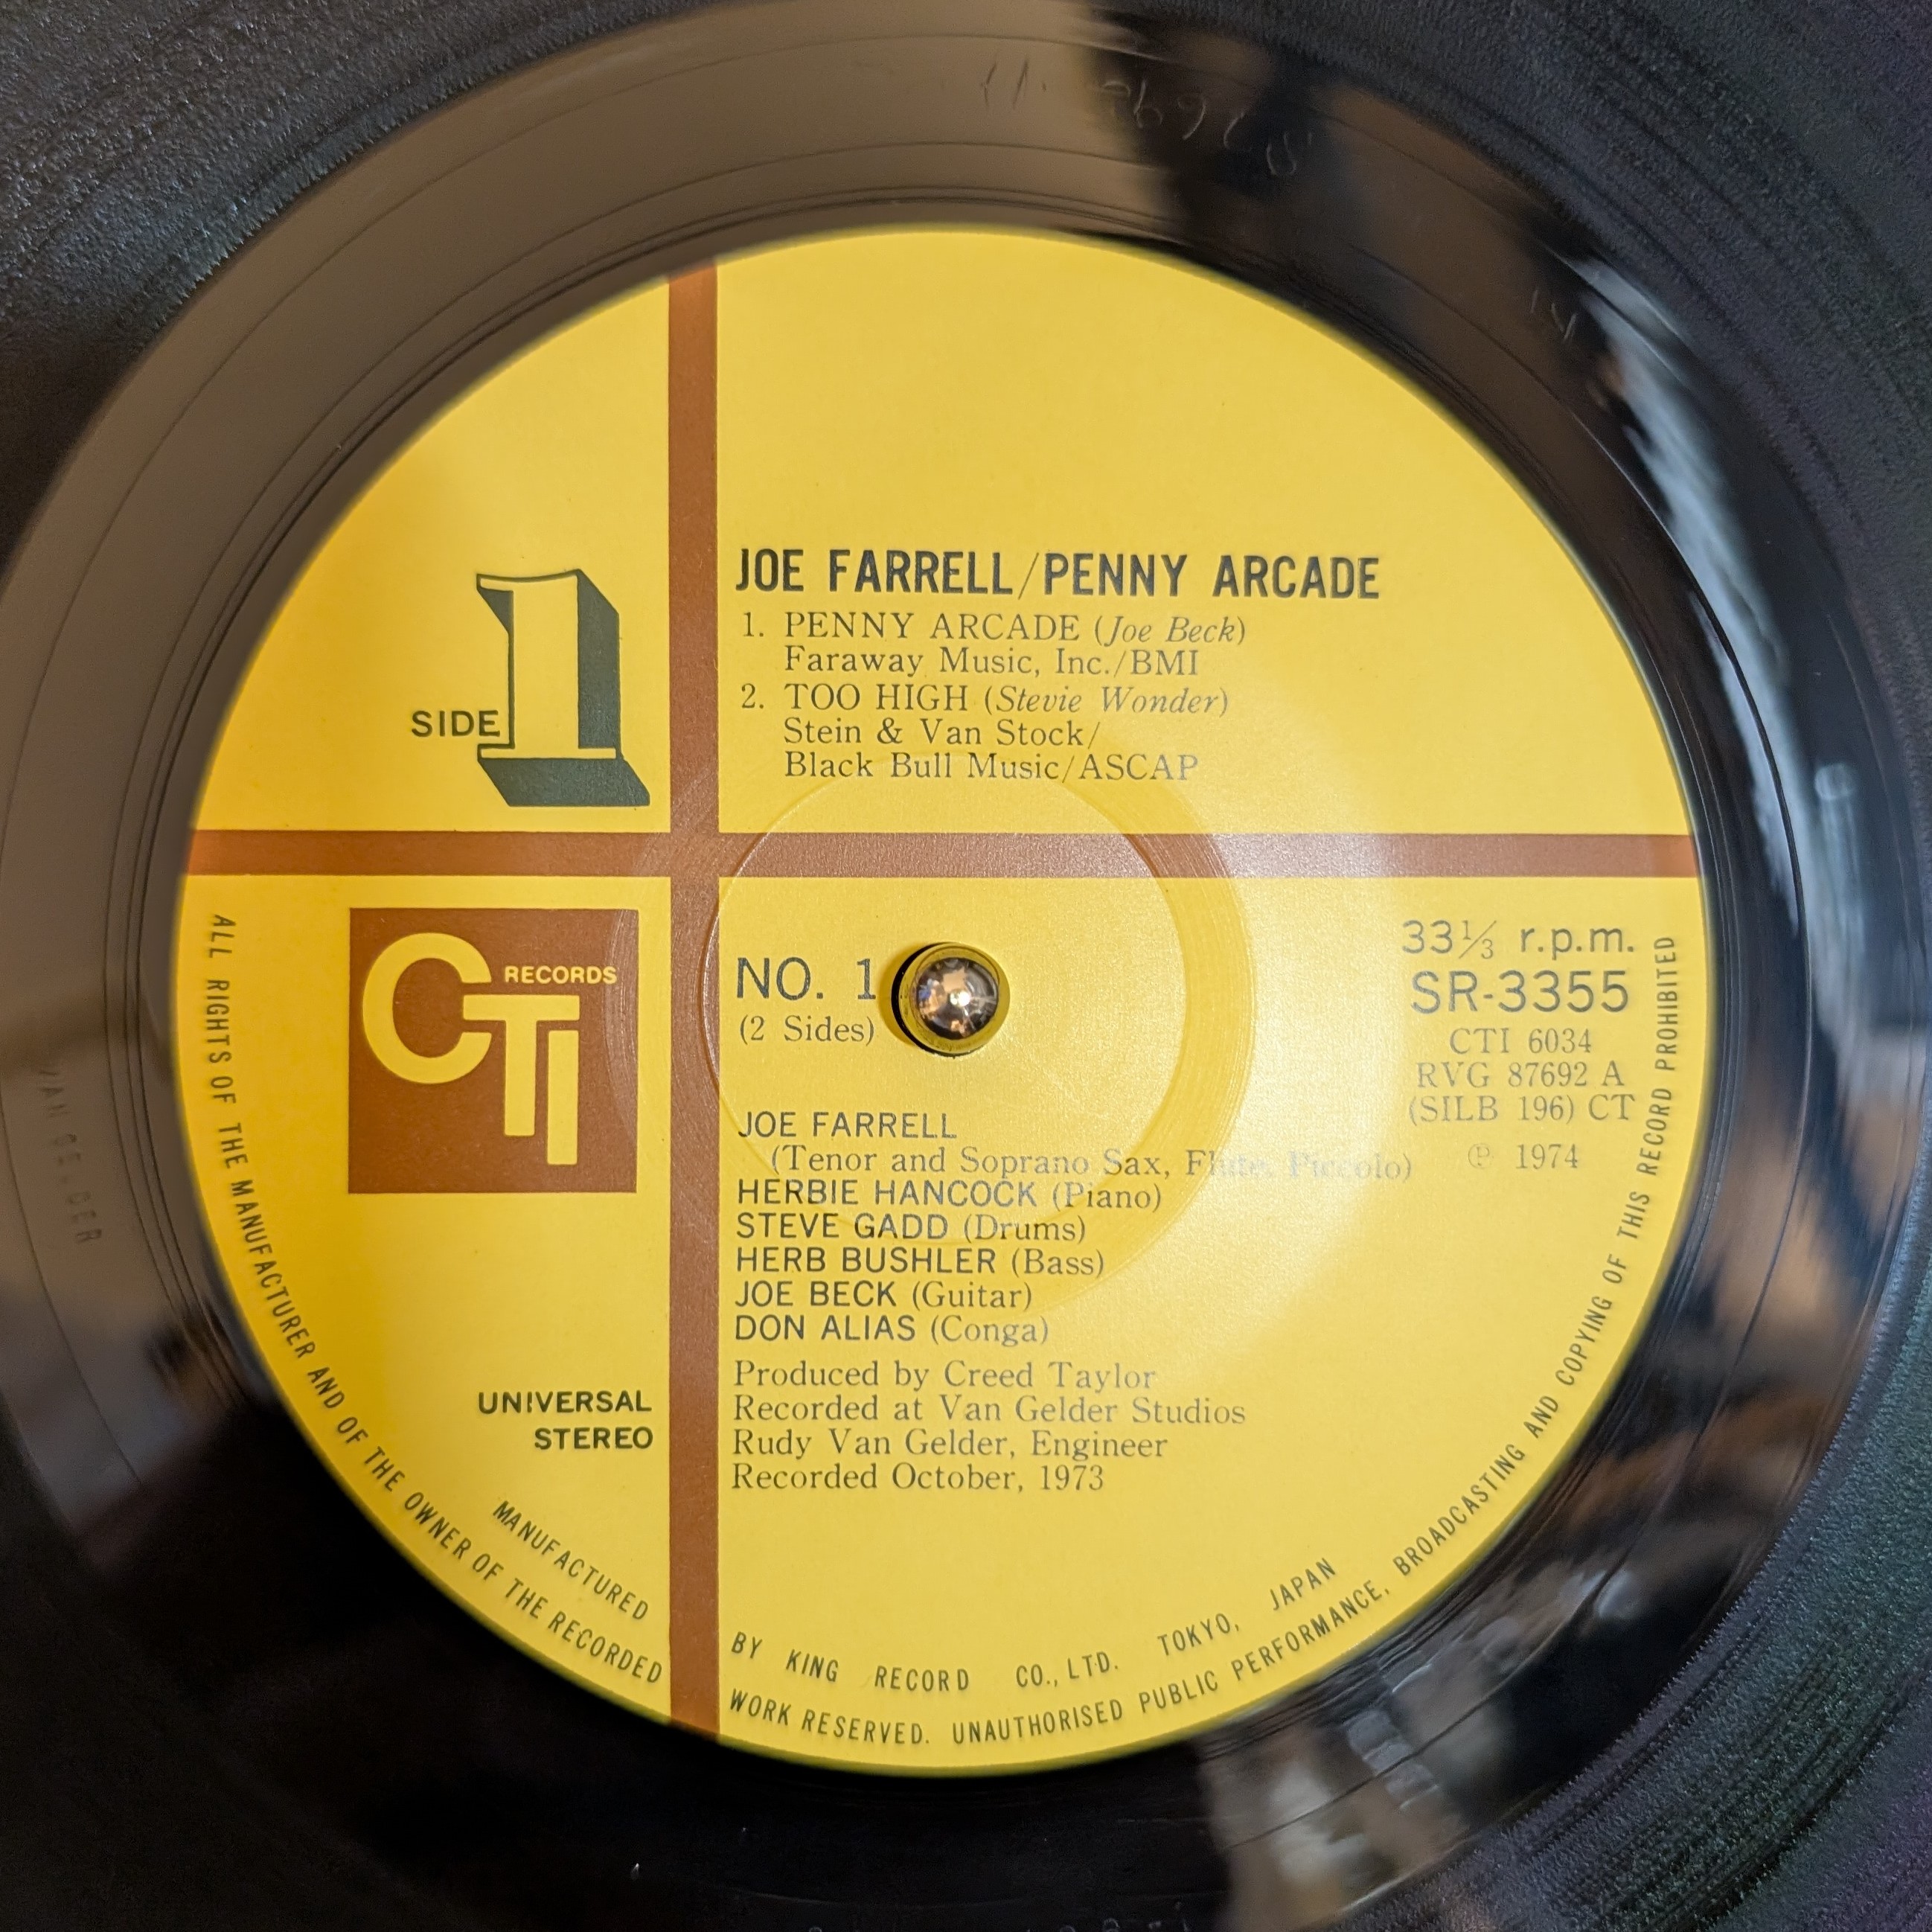 JOE FARRELL/PENNY ARCADE
1. PENNY ARCADE (Joe Beck)
Faraway Music, Inc./BMI
2. TOO HIGH (Stevie Wonder)
Stein & Van Stock/
Black Bull Music/ASCAP
SIDE 1
CTI RECORDS
NO. 1
(2 Sides)
33⅓ r.p.m.
SR-3355
CTI 6034
RVG 87692 A
(SILB 196) CT
℗ 1974
JOE FARRELL
(Tenor and Soprano Sax, Flute, Piccolo)
HERBIE HANCOCK (Piano)
STEVE GADD (Drums)
HERB BUSHLER (Bass)
JOE BECK (Guitar)
DON ALIAS (Conga)
Produced by Creed Taylor
Recorded at Van Gelder Studios
Rudy Van Gelder, Engineer
Recorded October, 1973
UNIVERSAL
STEREO
MANUFACTURED BY KING RECORD CO., LTD. TOKYO, JAPAN
ALL RIGHTS OF THE MANUFACTURER AND OF THE OWNER OF THE RECORDED WORK RESERVED. UNAUTHORISED PUBLIC PERFORMANCE, BROADCASTING AND COPYING OF THIS RECORD PROHIBITED
VAN GELDER